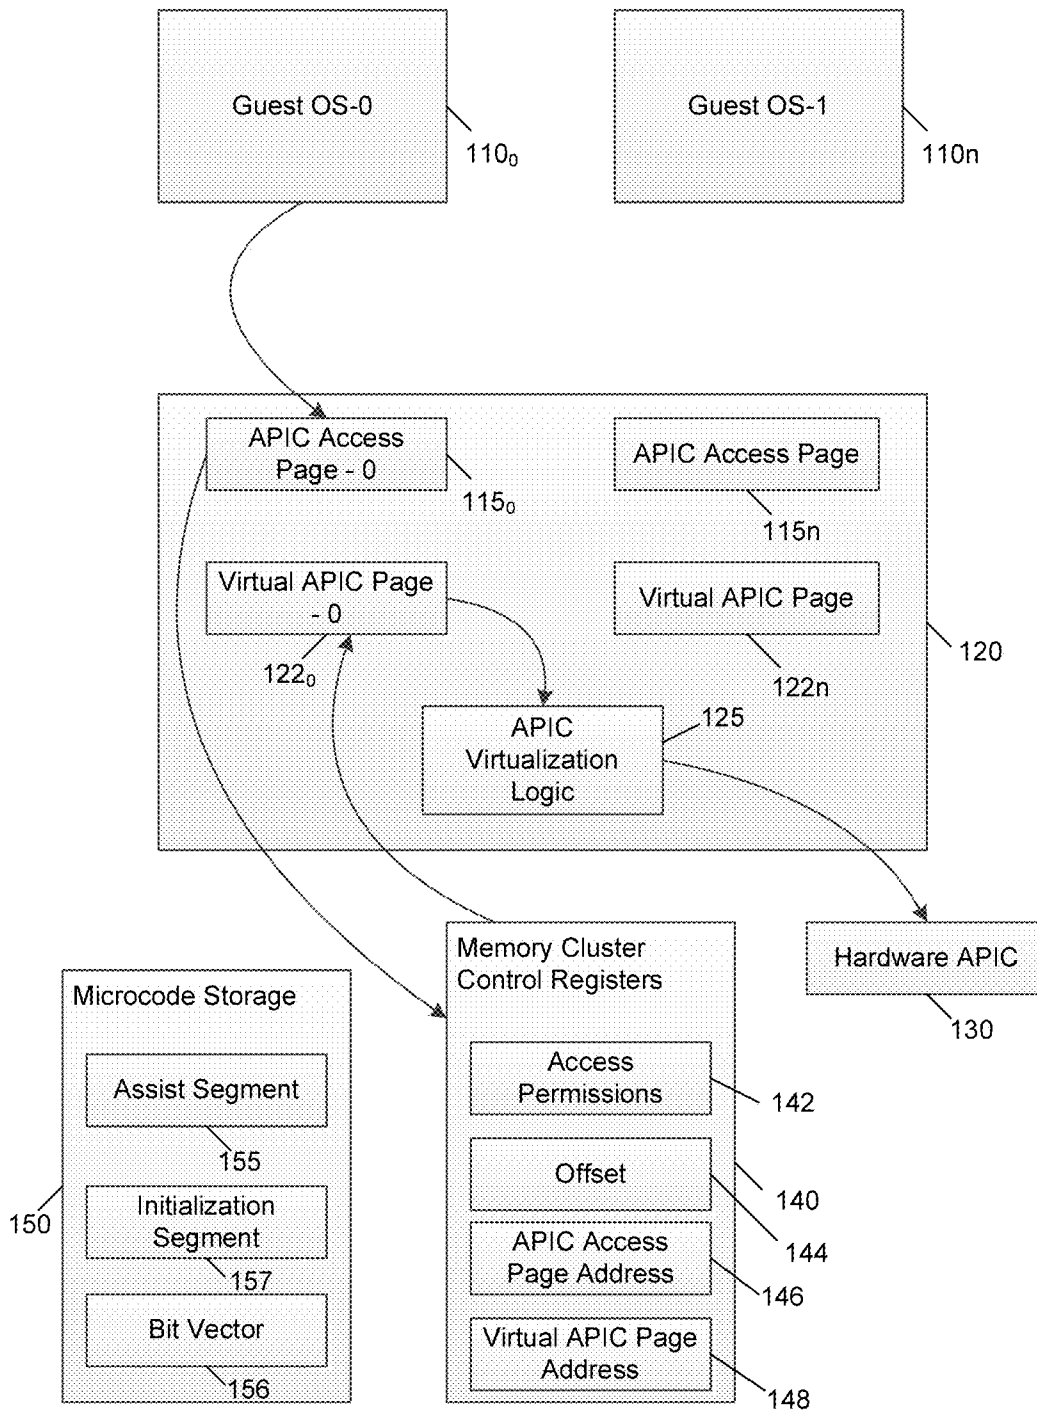 Guest OS-0
110₀
Guest OS-1
110n
APIC Access
Page - 0
115₀
APIC Access Page
115n
Virtual APIC Page
- 0
122₀
Virtual APIC Page
122n
120
APIC
Virtualization
Logic
125
Hardware APIC
130
Microcode Storage
Assist Segment
155
Initialization
Segment
157
Bit Vector
156
150
Memory Cluster
Control Registers
Access
Permissions
142
Offset
144
140
APIC Access
Page Address
146
Virtual APIC Page
Address
148